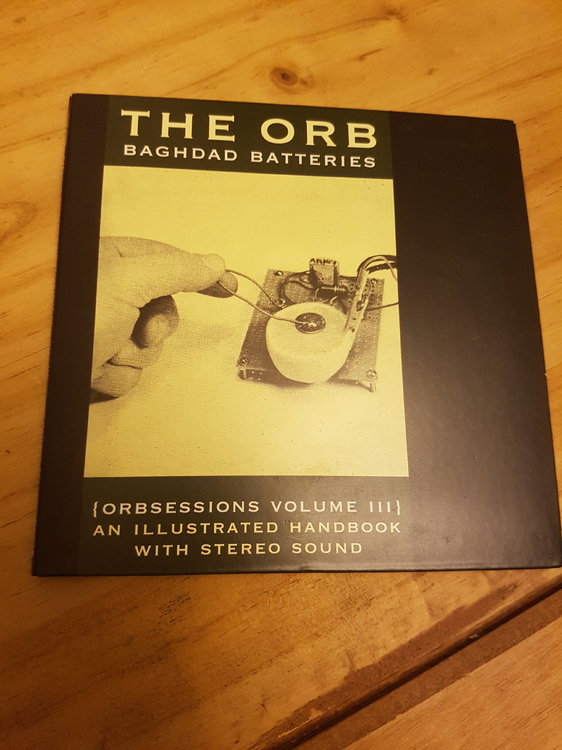 THE ORB
BAGHDAD BATTERIES
{ORBSESSIONS VOLUME III}
AN ILLUSTRATED HANDBOOK
WITH STEREO SOUND